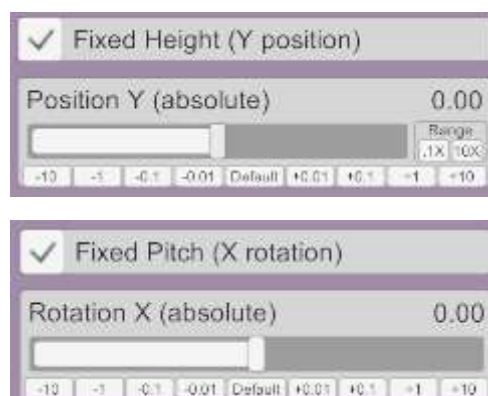 Fixed Height (Y position)
Position Y (absolute) 0.00
Range
.1X 10X
-10 -1 -0.1 -0.01 Default +0.01 +0.1 +1 +10
Fixed Pitch (X rotation)
Rotation X (absolute) 0.00
-10 -1 -0.1 -0.01 Default +0.01 +0.1 +1 +10